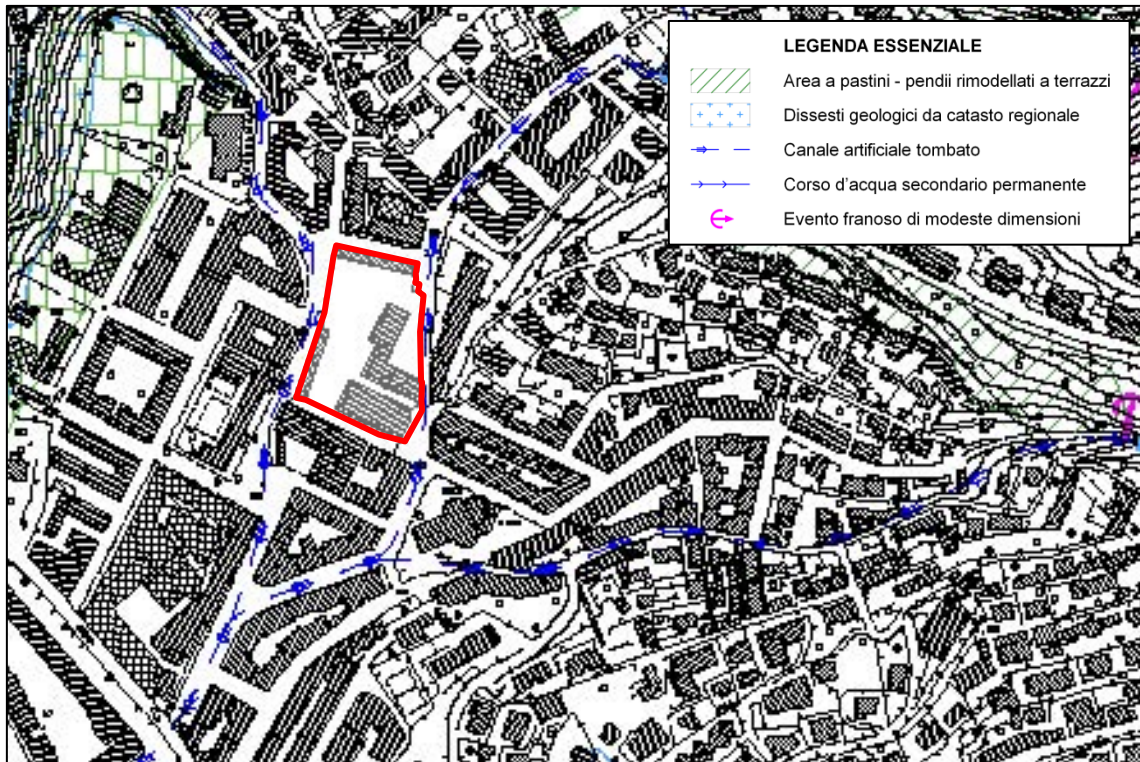 LEGENDA ESSENZIALE
Area a pastini - pendii rimodellati a terrazzi
Dissesti geologici da catasto regionale
Canale artificiale tombato
Corso d'acqua secondario permanente
Evento franoso di modeste dimensioni